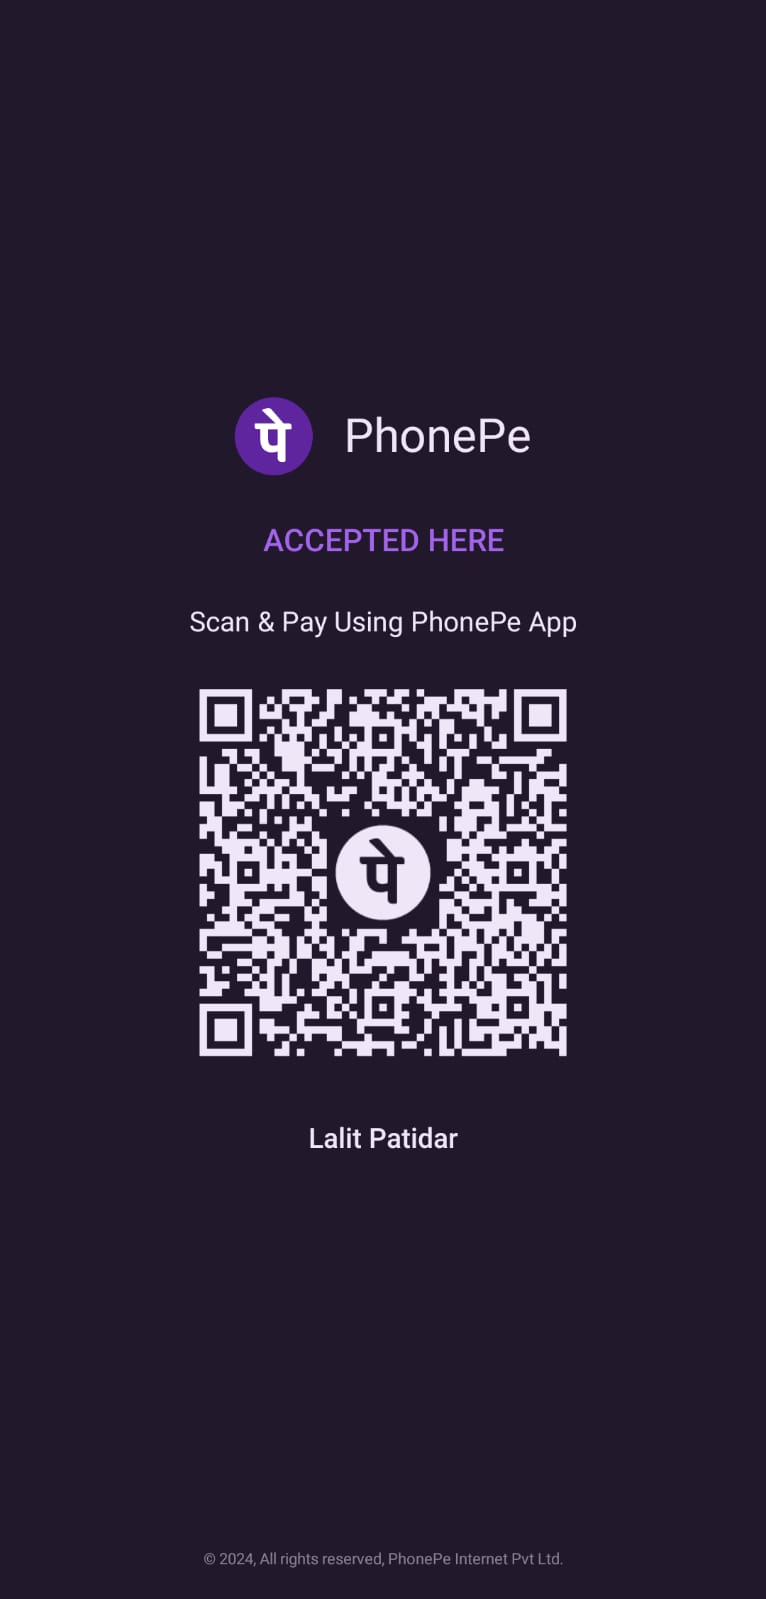 पे PhonePe
ACCEPTED HERE
Scan & Pay Using PhonePe App
पे
Lalit Patidar
© 2024, All rights reserved, PhonePe Internet Pvt Ltd.